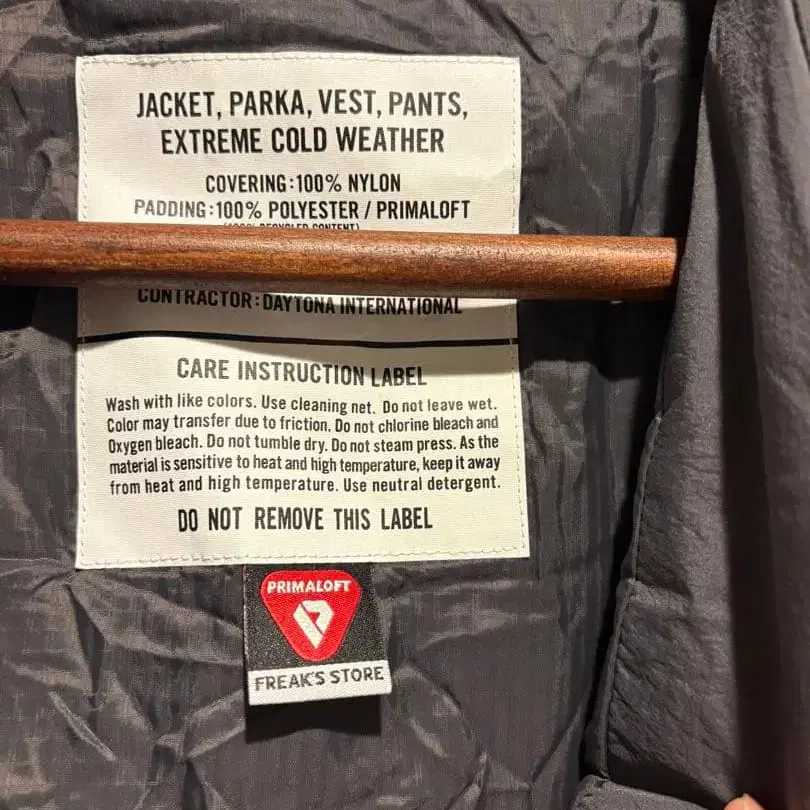 JACKET, PARKA, VEST, PANTS,
EXTREME COLD WEATHER
COVERING:100% NYLON
PADDING:100% POLYESTER / PRIMALOFT
(100% RECYCLED CONTENT)
CONTRACTOR:DAYTONA INTERNATIONAL
CARE INSTRUCTION LABEL
Wash with like colors. Use cleaning net. Do not leave wet.
Color may transfer due to friction. Do not chlorine bleach and
Oxygen bleach. Do not tumble dry. Do not steam press. As the
material is sensitive to heat and high temperature, keep it away
from heat and high temperature. Use neutral detergent.
DO NOT REMOVE THIS LABEL
PRIMALOFT
FREAK'S STORE